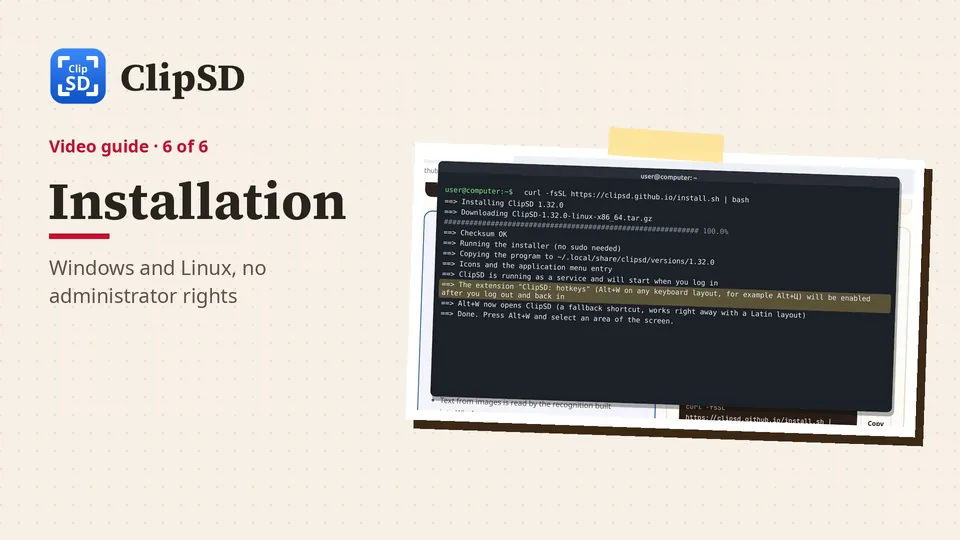 Clip
SD
ClipSD
Video guide · 6 of 6
Installation
Windows and Linux, no
administrator rights
thub
user@computer: ~
user@computer:~$ curl -fsSL https://clipsd.github.io/install.sh | bash
==> Installing ClipSD 1.32.0
==> Downloading ClipSD-1.32.0-linux-x86_64.tar.gz
100.0%
==> Checksum OK
==> Running the installer (no sudo needed)
==> Copying the program to ~/.local/share/clipsd/versions/1.32.0
==> Icons and the application menu entry
==> ClipSD is running as a service and will start when you log in
==> The extension "ClipSD: hotkeys" (Alt+W on any keyboard layout, for example Alt+Ц) will be enabled
after you log out and back in
==> Alt+W now opens ClipSD (a fallback shortcut, works right away with a Latin layout)
==> Done. Press Alt+W and select an area of the screen.
Text from images is read by the recognition built
curl -fsSL
https://clipsd.github.io/install.sh |
Copy